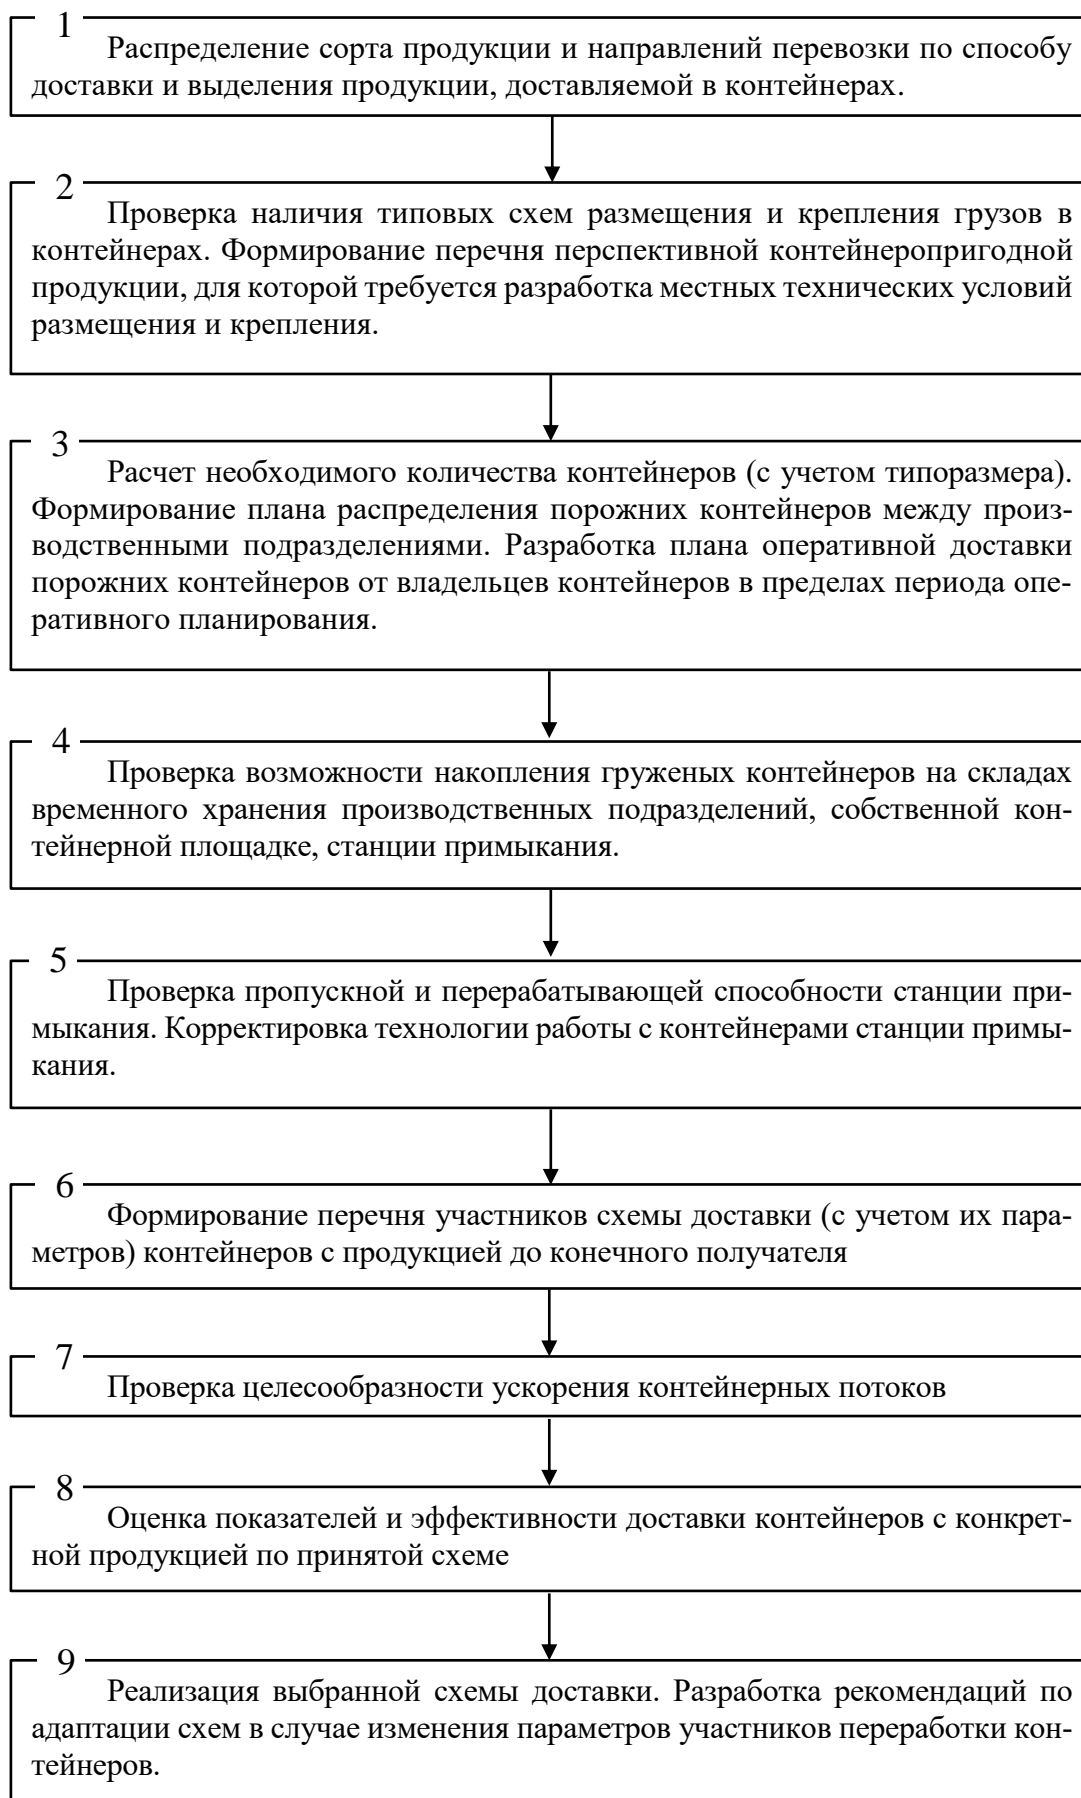 1
Распределение сорта продукции и направлений перевозки по способу
доставки и выделения продукции, доставляемой в контейнерах.
2
Проверка наличия типовых схем размещения и крепления грузов в
контейнерах. Формирование перечня перспективной контейнеропригодной
продукции, для которой требуется разработка местных технических условий
размещения и крепления.
3
Расчет необходимого количества контейнеров (с учетом типоразмера).
Формирование плана распределения порожних контейнеров между произ-
водственными подразделениями. Разработка плана оперативной доставки
порожних контейнеров от владельцев контейнеров в пределах периода опе-
ративного планирования.
4
Проверка возможности накопления груженых контейнеров на складах
временного хранения производственных подразделений, собственной кон-
тейнерной площадке, станции примыкания.
5
Проверка пропускной и перерабатывающей способности станции при-
мыкания. Корректировка технологии работы с контейнерами станции примы-
кания.
6
Формирование перечня участников схемы доставки (с учетом их пара-
метров) контейнеров с продукцией до конечного получателя
7
Проверка целесообразности ускорения контейнерных потоков
8
Оценка показателей и эффективности доставки контейнеров с конкрет-
ной продукцией по принятой схеме
9
Реализация выбранной схемы доставки. Разработка рекомендаций по
адаптации схем в случае изменения параметров участников переработки кон-
тейнеров.